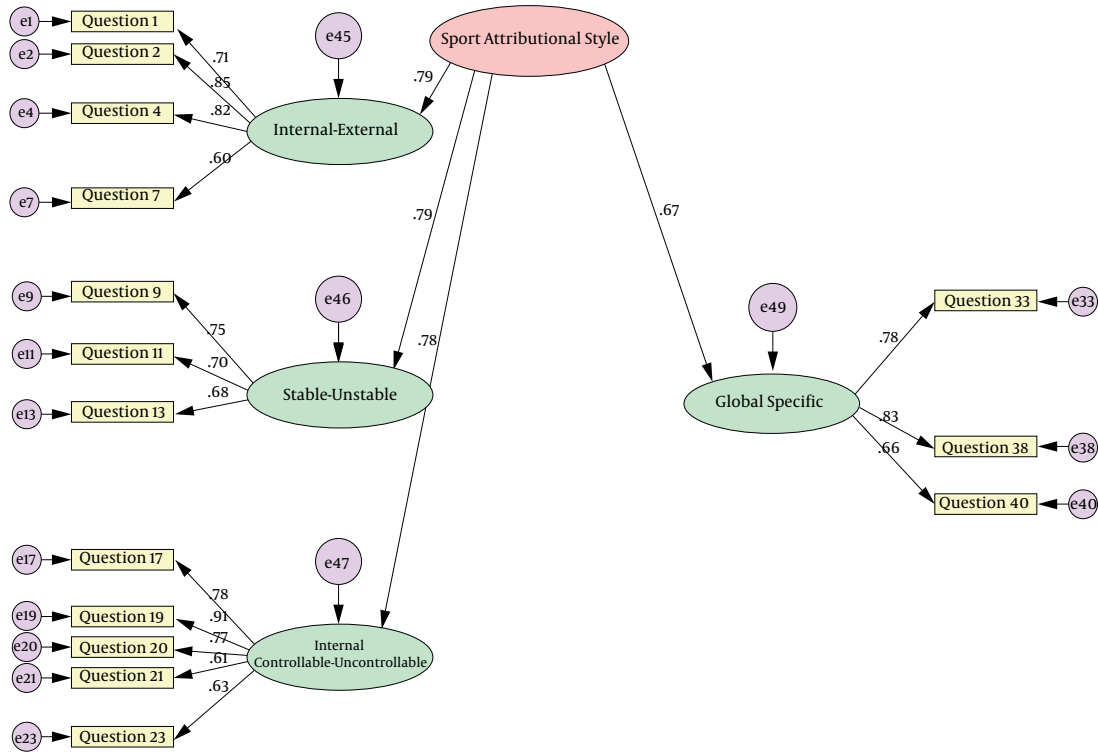 Sport Attributional Style
e1
Question 1
e2
Question 2
e4
Question 4
e7
Question 7
.71
.85
.82
.60
e45
Internal-External
.79
.79
.78
.67
e9
Question 9
e11
Question 11
e13
Question 13
.75
.70
.68
e46
Stable-Unstable
e49
Global Specific
.78
.83
.66
Question 33
e33
Question 38
e38
Question 40
e40
e17
Question 17
e19
Question 19
e20
Question 20
e21
Question 21
e23
Question 23
.78
.91
.77
.61
.63
e47
Internal
Controllable-Uncontrollable